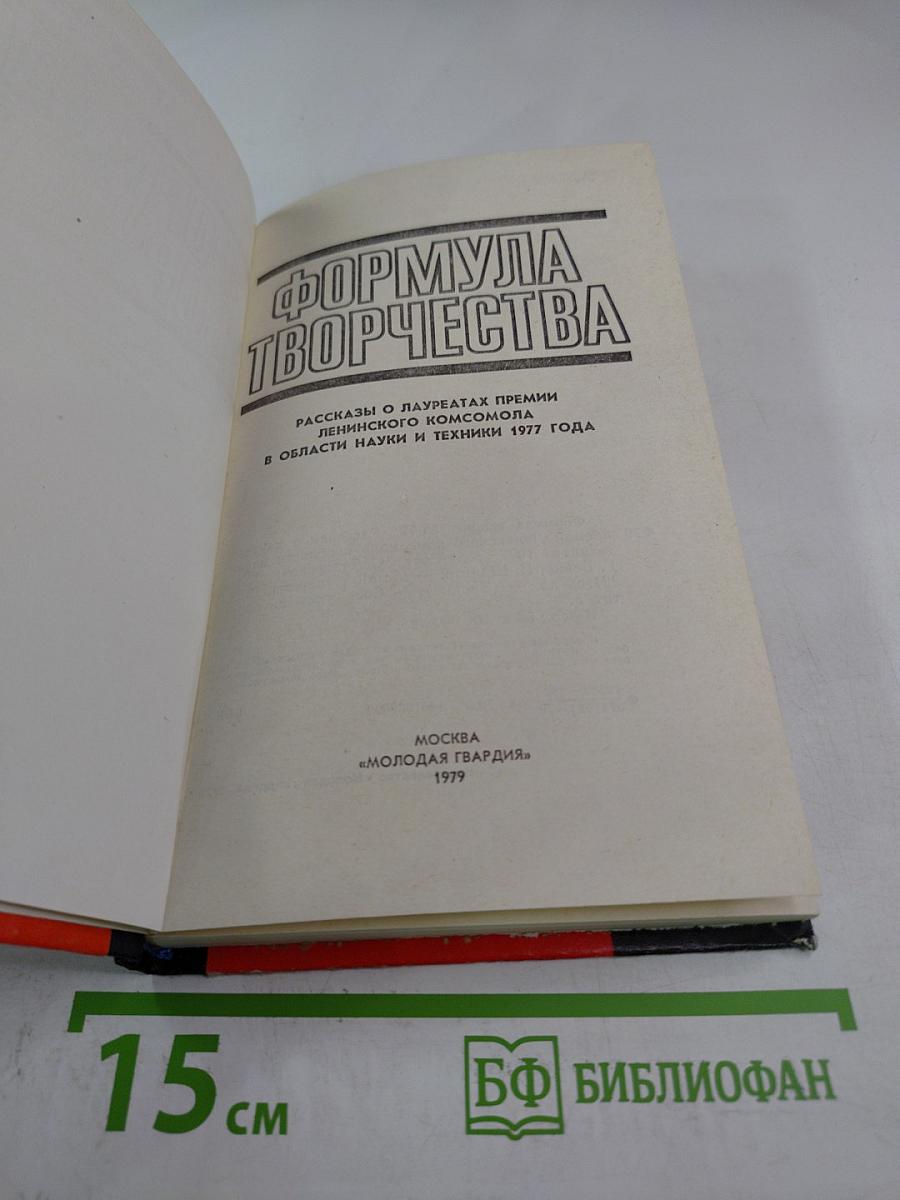 ФОРМУЛА
ТВОРЧЕСТВА
РАССКАЗЫ О ЛАУРЕАТАХ ПРЕМИИ
ЛЕНИНСКОГО КОМСОМОЛА
В ОБЛАСТИ НАУКИ И ТЕХНИКИ 1977 ГОДА
МОСКВА
«МОЛОДАЯ ГВАРДИЯ»
1979
15 см
БФ БИБЛИОФАН